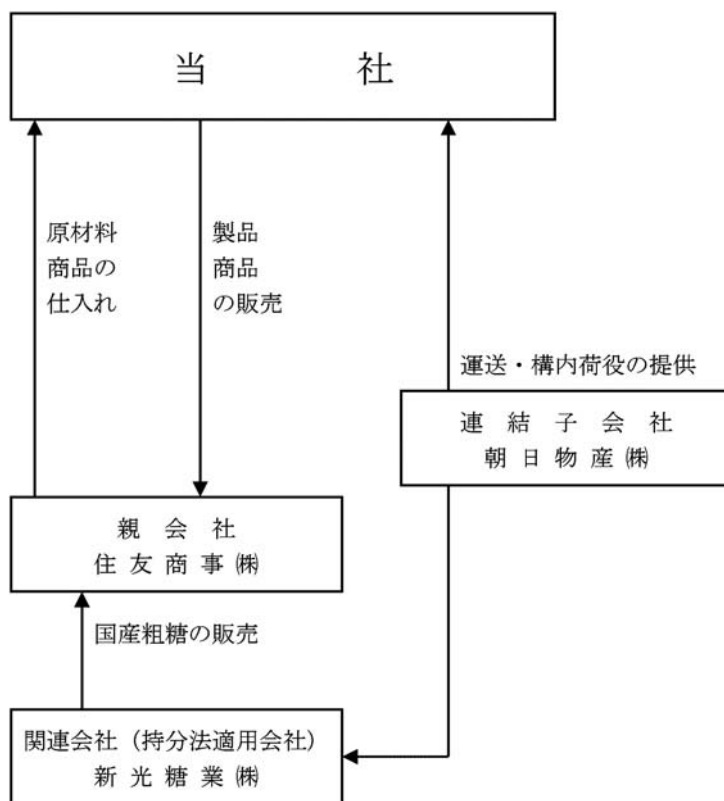 当社
原材料
商品の
仕入れ
製品
商品
の販売
運送・構内荷役の提供
連結子会社
朝日物産㈱
親会社
住友商事㈱
国産粗糖の販売
関連会社（持分法適用会社）
新光糖業㈱